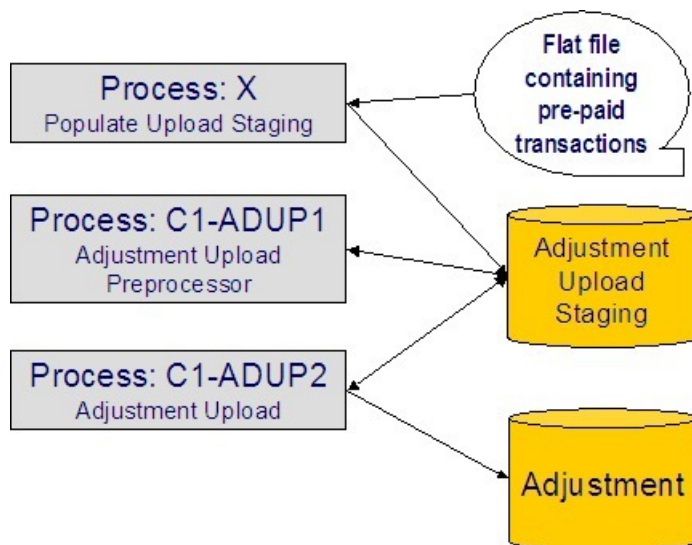 Flat file
containing
pre-paid
transactions
Process: X
Populate Upload Staging
Process: C1-ADUP1
Adjustment Upload
Preprocessor
Adjustment
Upload
Staging
Process: C1-ADUP2
Adjustment Upload
Adjustment